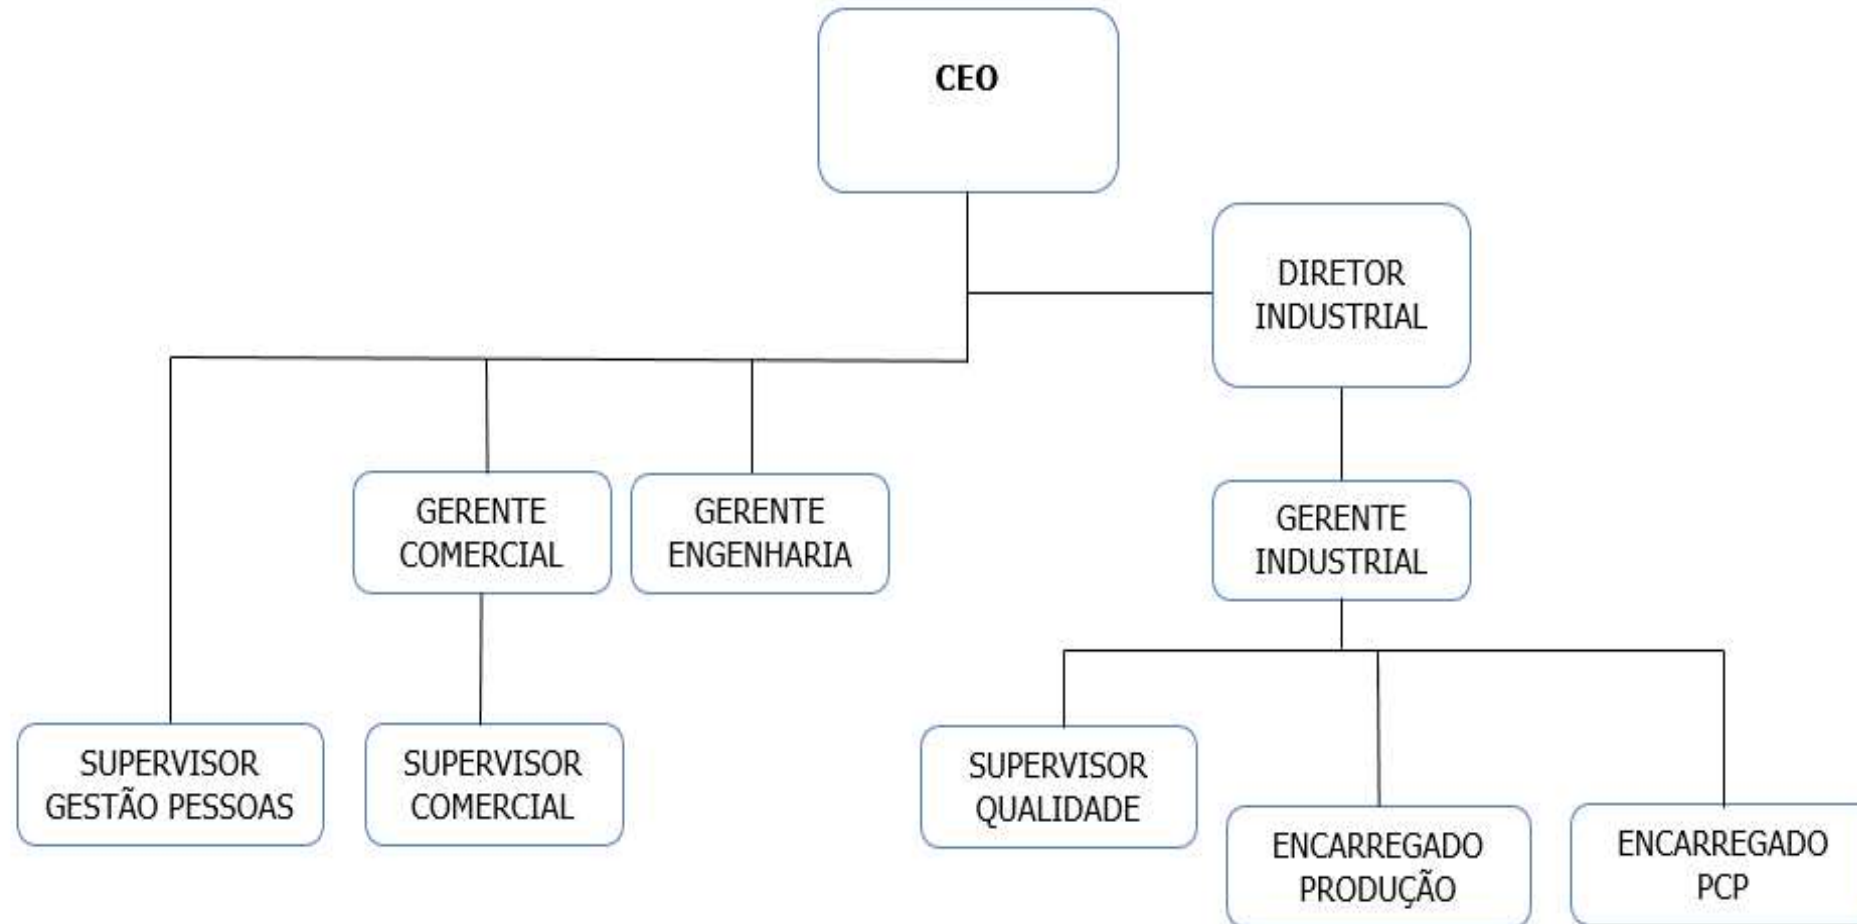 CEO
DIRETOR
INDUSTRIAL
GERENTE
COMERCIAL
GERENTE
ENGENHARIA
GERENTE
INDUSTRIAL
SUPERVISOR
GESTÃO PESSOAS
SUPERVISOR
COMERCIAL
SUPERVISOR
QUALIDADE
ENCARREGADO
PRODUÇÃO
ENCARREGADO
PCP